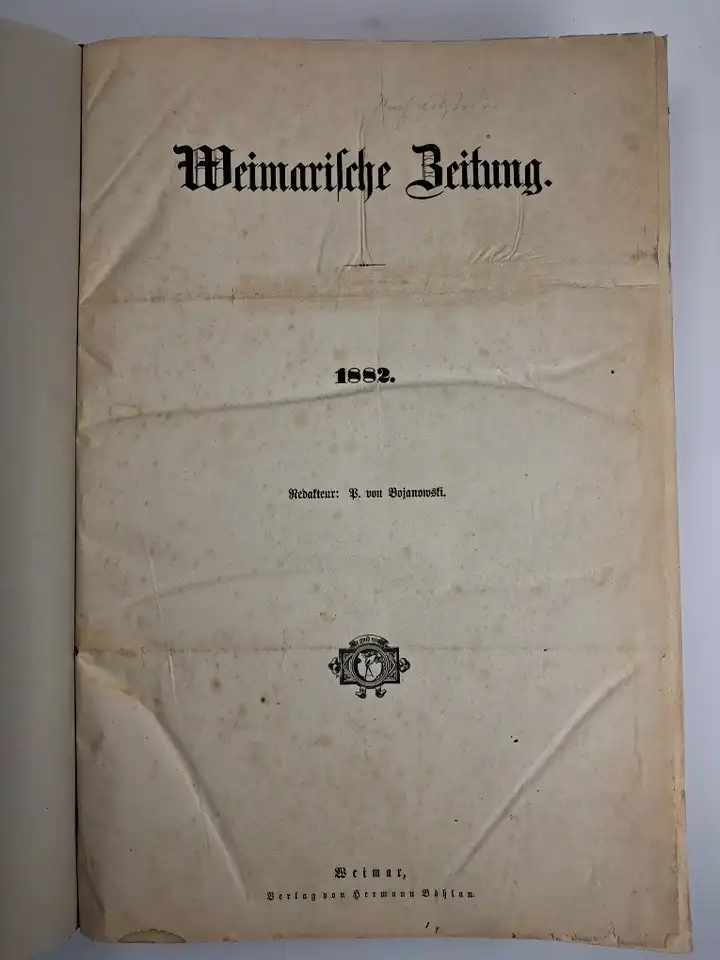 Weimariſche Zeitung.
1882.
Redakteur: P. von Bojanowski.
Weimar,
Verlag von Hermann Böhlau.